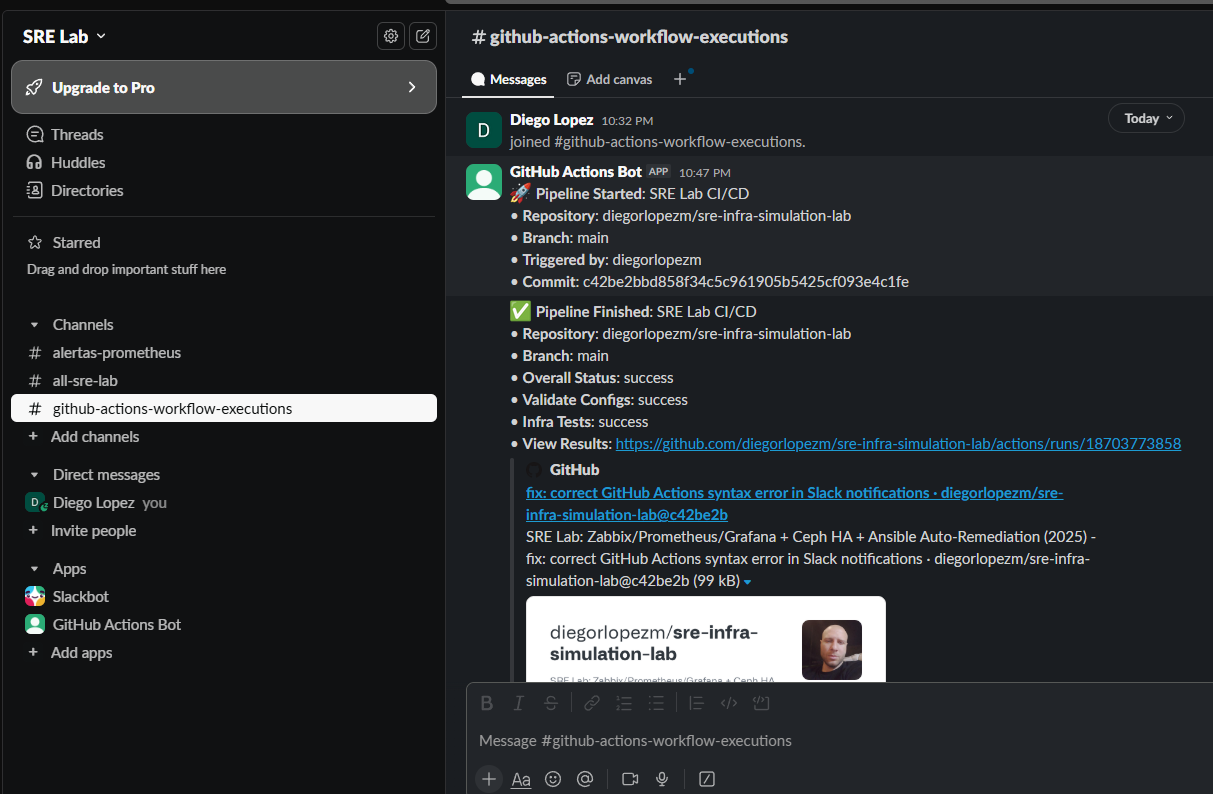 SRE Lab
Upgrade to Pro
Threads
Huddles
Directories
Starred
Drag and drop important stuff here
Channels
# alertas-prometheus
# all-sre-lab
# github-actions-workflow-executions
+ Add channels
Direct messages
D Diego Lopez you
+ Invite people
Apps
Slackbot
GitHub Actions Bot
+ Add apps
# github-actions-workflow-executions
Messages Add canvas +
Today
D
Diego Lopez 10:32 PM
joined #github-actions-workflow-executions.
GitHub Actions Bot APP 10:47 PM
🚀 Pipeline Started: SRE Lab CI/CD
• Repository: diegorlopezm/sre-infra-simulation-lab
• Branch: main
• Triggered by: diegorlopezm
• Commit: c42be2bbd858f34c5c961905b5425cf093e4c1fe
✅ Pipeline Finished: SRE Lab CI/CD
• Repository: diegorlopezm/sre-infra-simulation-lab
• Branch: main
• Overall Status: success
• Validate Configs: success
• Infra Tests: success
• View Results: https://github.com/diegorlopezm/sre-infra-simulation-lab/actions/runs/18703773858
GitHub
fix: correct GitHub Actions syntax error in Slack notifications · diegorlopezm/sre-
infra-simulation-lab@c42be2b
SRE Lab: Zabbix/Prometheus/Grafana + Ceph HA + Ansible Auto-Remediation (2025) -
fix: correct GitHub Actions syntax error in Slack notifications · diegorlopezm/sre-infra-
simulation-lab@c42be2b (99 kB)
diegorlopezm/sre-infra-
simulation-lab
SRE Lab: Zabbix/Prometheus/Grafana + Ceph HA
B I S
Message #github-actions-workflow-executions
+ Aa @